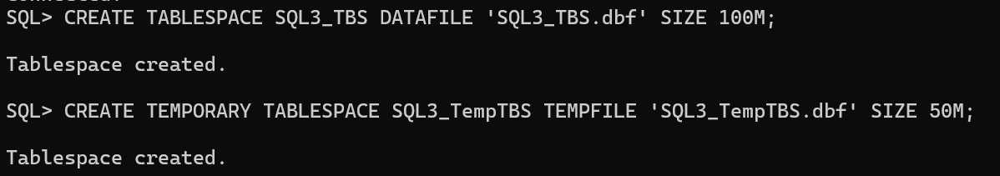 SQL> CREATE TABLESPACE SQL3_TBS DATAFILE 'SQL3_TBS.dbf' SIZE 100M;
Tablespace created.
SQL> CREATE TEMPORARY TABLESPACE SQL3_TempTBS TEMPFILE 'SQL3_TempTBS.dbf' SIZE 50M;
Tablespace created.